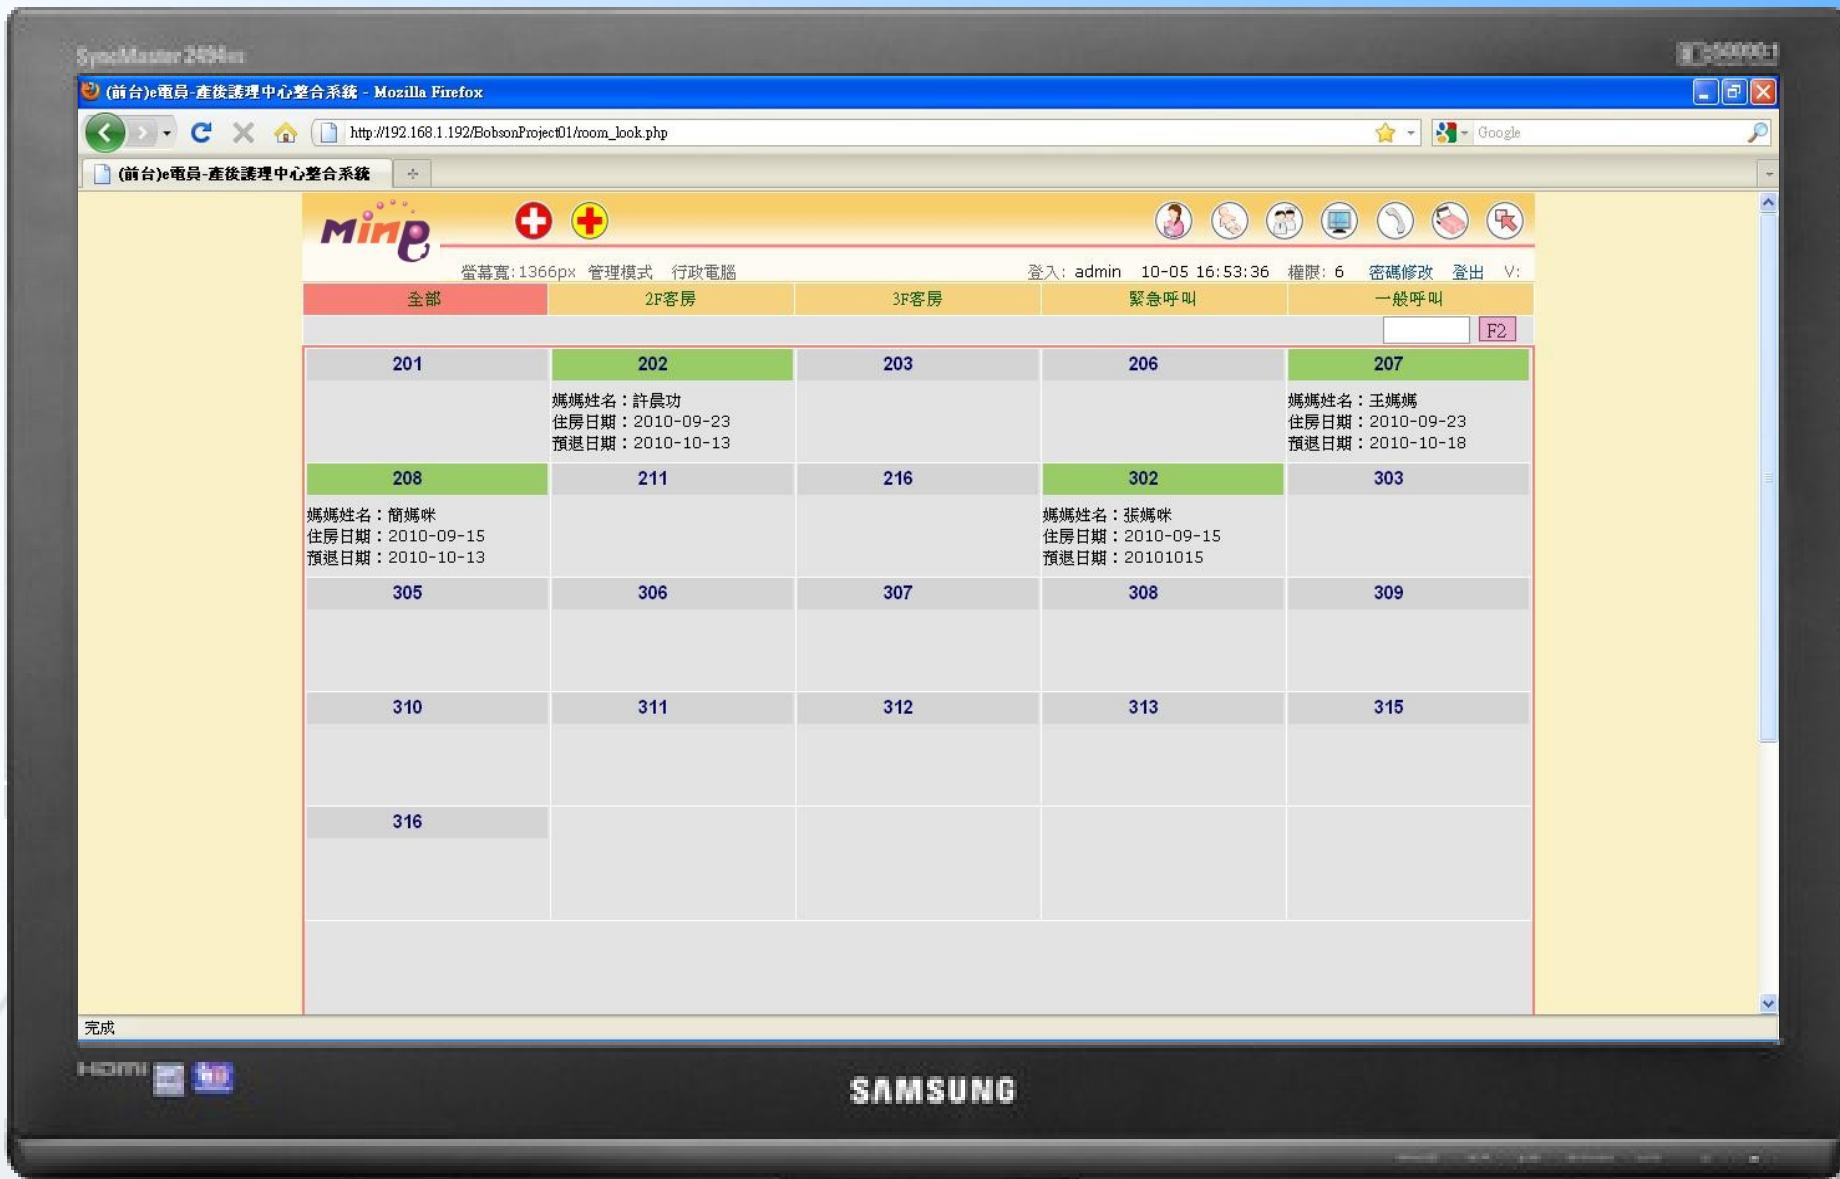 SyncMaster 2494HS
50000:1
(前台)e電員-產後護理中心整合系統 - Mozilla Firefox
http://192.168.1.192/BobsonProject01/room_look.php
Google
(前台)e電員-產後護理中心整合系統
Minp
螢幕寬:1366px 管理模式 行政電腦 登入: admin 10-05 16:53:36 權限: 6 密碼修改 登出 V:
全部 2F客房 3F客房 緊急呼叫 一般呼叫
F2
201 202 203 206 207
媽媽姓名：許晨功
住房日期：2010-09-23
預退日期：2010-10-13
媽媽姓名：王媽媽
住房日期：2010-09-23
預退日期：2010-10-18
208 211 216 302 303
媽媽姓名：簡媽咪
住房日期：2010-09-15
預退日期：2010-10-13
媽媽姓名：張媽咪
住房日期：2010-09-15
預退日期：20101015
305 306 307 308 309
310 311 312 313 315
316
完成
HDMI
SAMSUNG